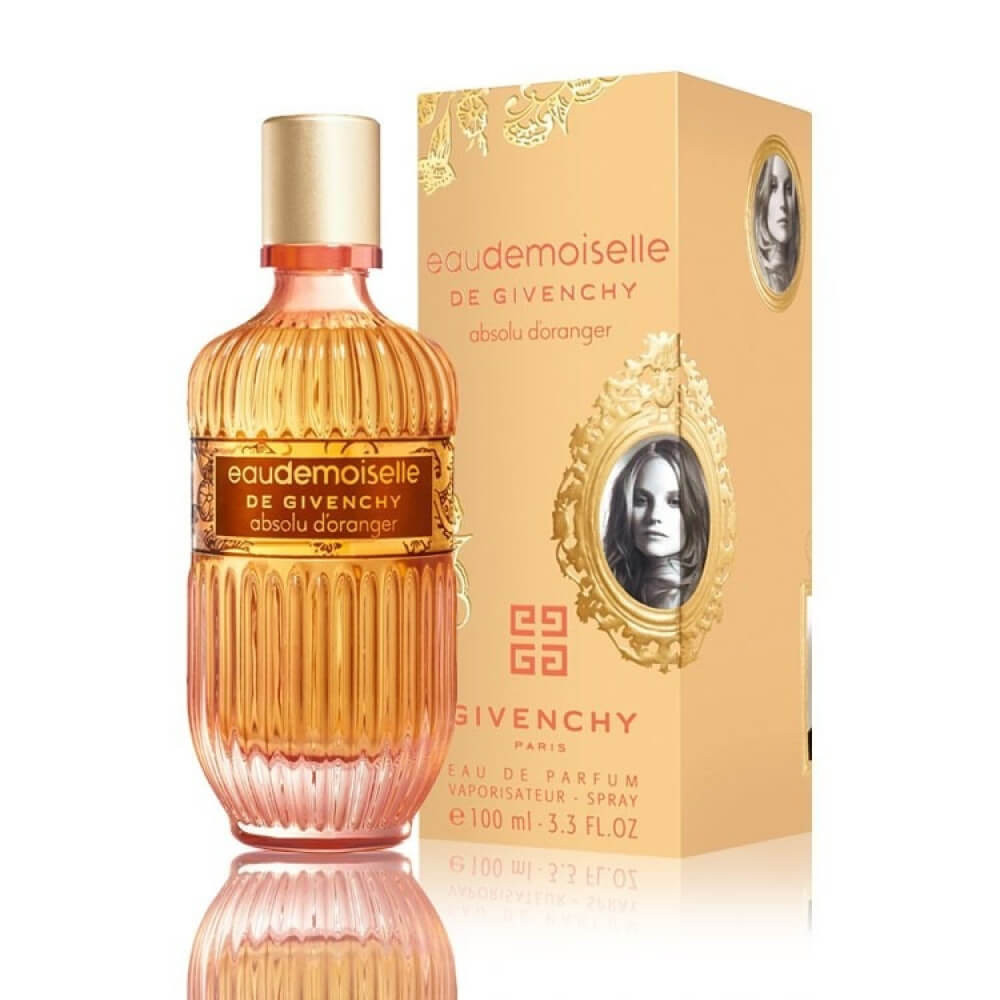 eaudemoiselle
DE GIVENCHY
absolu d'oranger
eaudemoiselle
DE GIVENCHY
absolu d'oranger
GIVENCHY
PARIS
EAU DE PARFUM
VAPORISATEUR - SPRAY
e 100 ml - 3.3 FL.OZ